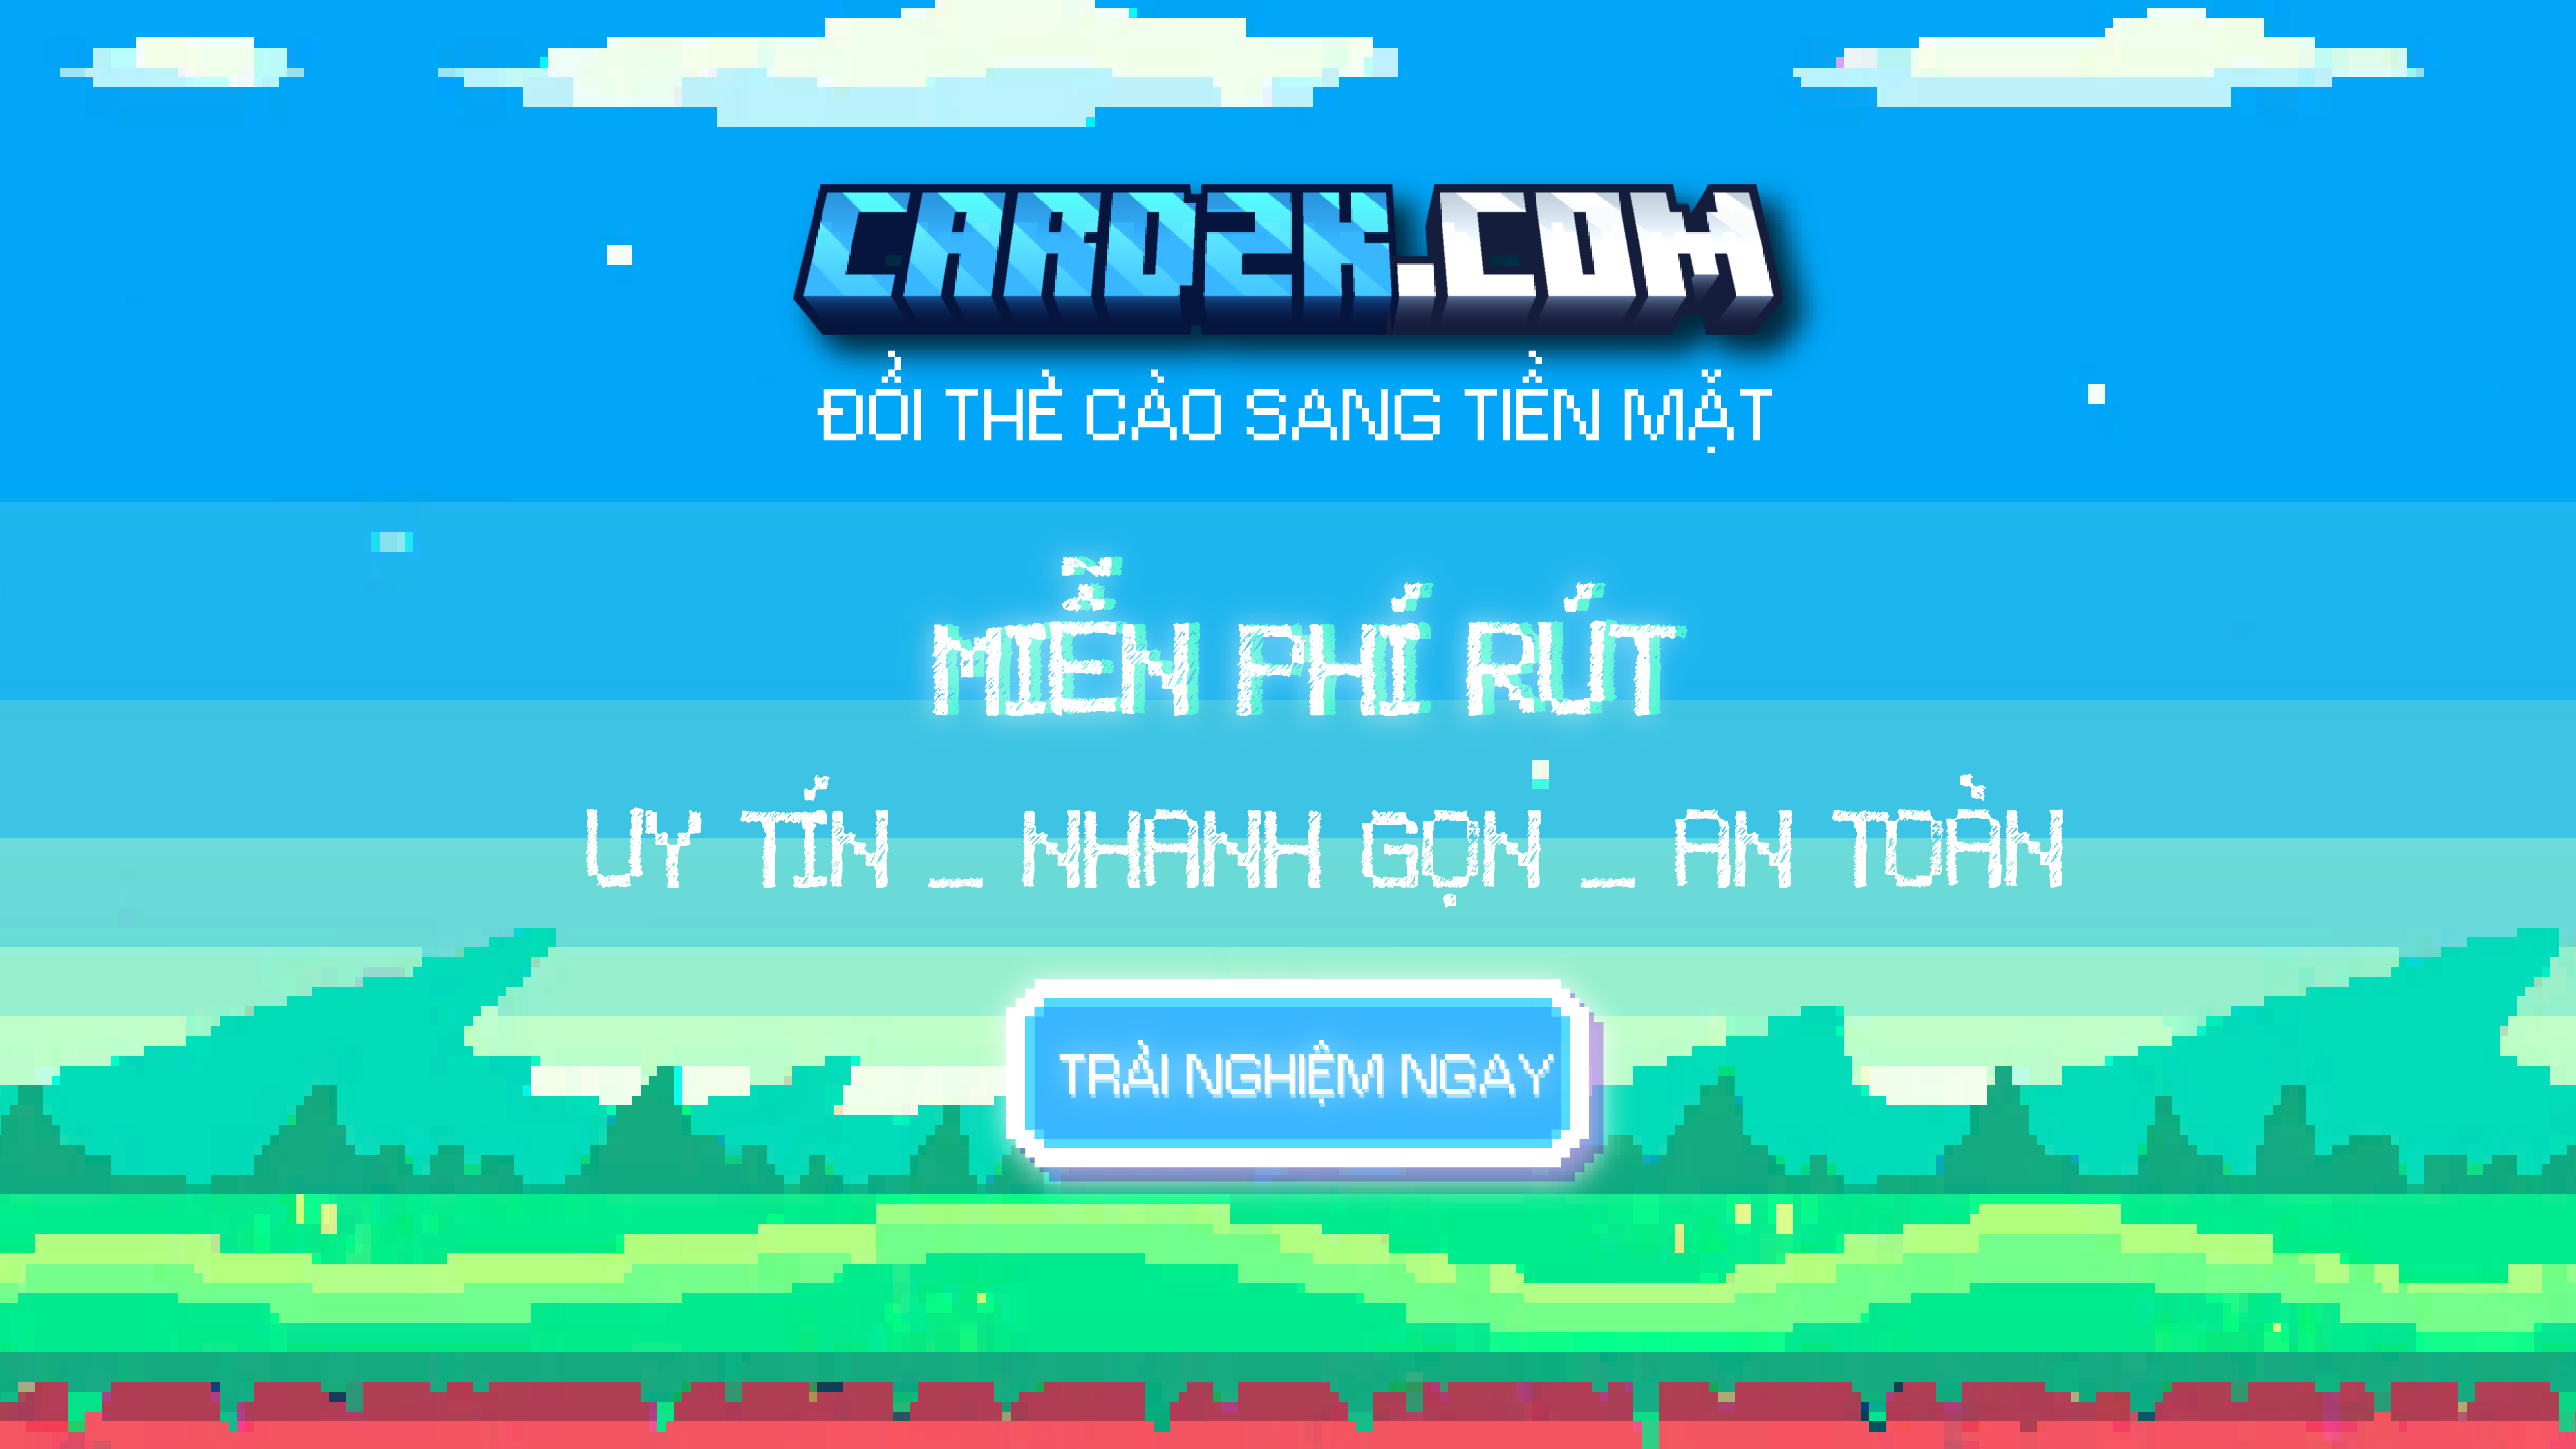 CARD2K.COM
ĐỔI THẺ CÀO SANG TIỀN MẶT
MIỄN PHÍ RÚT
UY TÍN _ NHANH GỌN _ AN TOÀN
TRẢI NGHIỆM NGAY